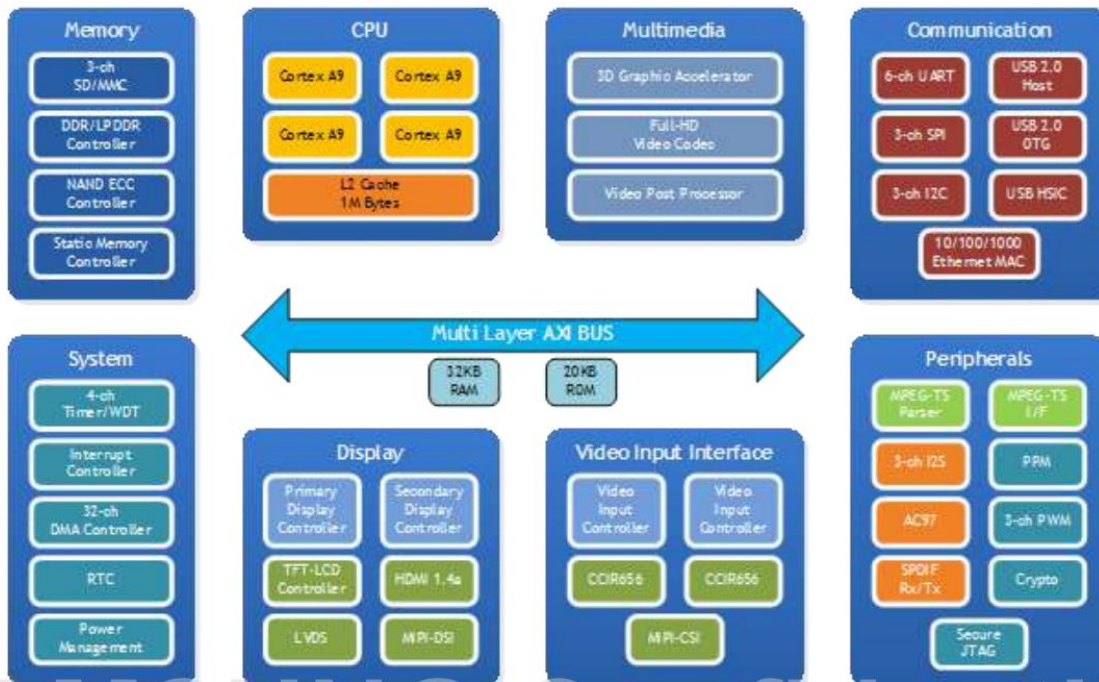 Memory
3-ch
SD/MMC
DDR/LPDDR
Controller
NAND ECC
Controller
Static Memory
Controller
CPU
Cortex A9
Cortex A9
Cortex A9
Cortex A9
L2 Cache
1M Bytes
Multimedia
3D Graphic Accelerator
Full-HD
Video Codec
Video Post Processor
Communication
6-ch UART
USB 2.0
Host
3-ch SPI
USB 2.0
OTG
3-ch I2C
USB HSIC
10/100/1000
Ethernet MAC
Multi Layer AXI BUS
32KB
RAM
20KB
ROM
System
4-ch
Timer/WDT
Interrupt
Controller
32-ch
DMA Controller
RTC
Power
Management
Display
Primary
Display
Controller
Secondary
Display
Controller
TFT-LCD
Controller
HDMI 1.4a
LVDS
MIPI-DSI
Video Input Interface
Video
Input
Controller
Video
Input
Controller
CCIR656
CCIR656
MIPI-CSI
Peripherals
MPEG-TS
Parser
MPEG-TS
I/F
3-ch I2S
PPM
AC97
3-ch PWM
SPDIF
Rx/Tx
Crypto
Secure
JTAG